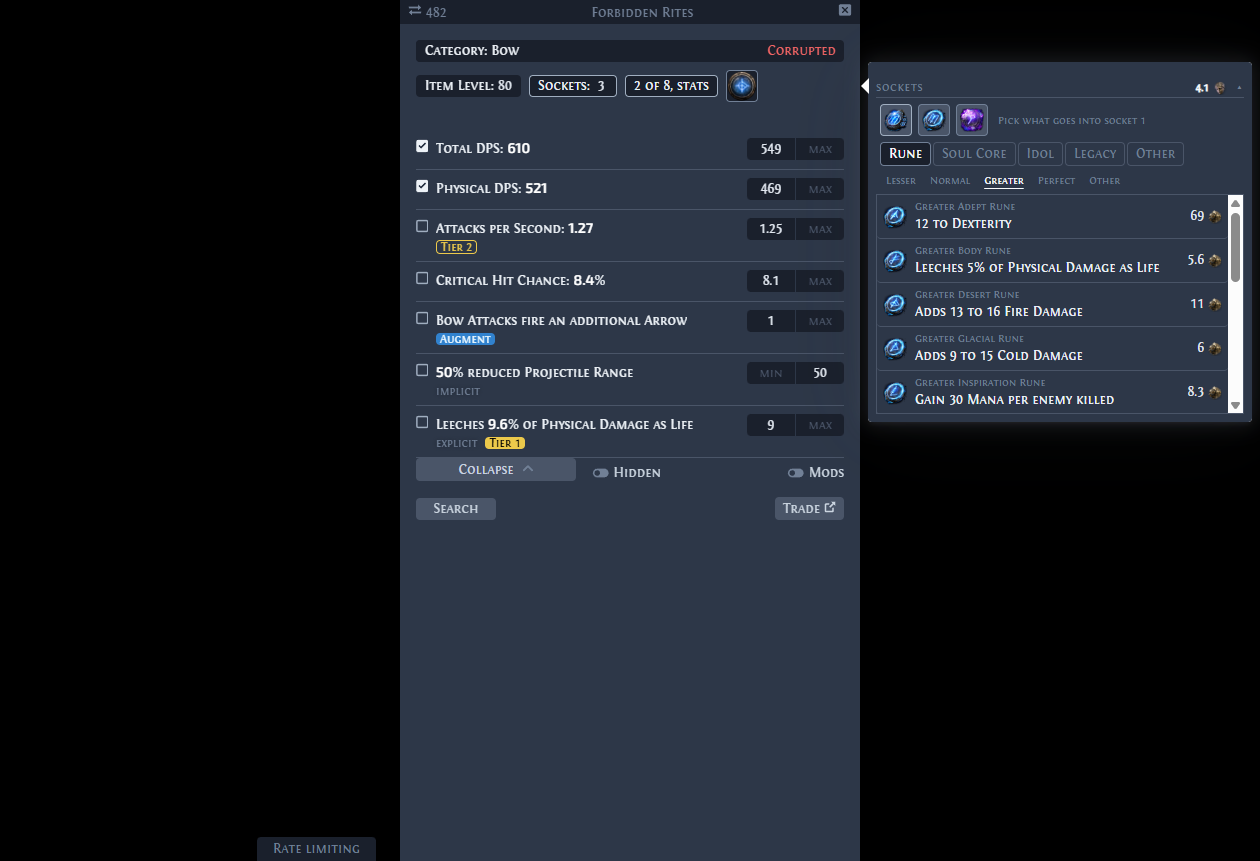 482
Forbidden Rites
Category: Bow
Corrupted
Item Level: 80
Sockets: 3
2 of 8, stats
Total DPS: 610
549
MAX
Physical DPS: 521
469
MAX
Attacks per Second: 1.27
1.25
MAX
Tier 2
Critical Hit Chance: 8.4%
8.1
MAX
Bow Attacks fire an additional Arrow
1
MAX
Augment
50% reduced Projectile Range
MIN
50
Implicit
Leeches 9.6% of Physical Damage as Life
9
MAX
Explicit
Tier 1
Collapse
Hidden
Mods
Search
Trade
Rate limiting
Sockets
4.1
Pick what goes into socket 1
Rune
Soul Core
Idol
Legacy
Other
Lesser
Normal
Greater
Perfect
Other
Greater Adept Rune
12 to Dexterity
69
Greater Body Rune
Leeches 5% of Physical Damage as Life
5.6
Greater Desert Rune
Adds 13 to 16 Fire Damage
11
Greater Glacial Rune
Adds 9 to 15 Cold Damage
6
Greater Inspiration Rune
Gain 30 Mana per enemy killed
8.3